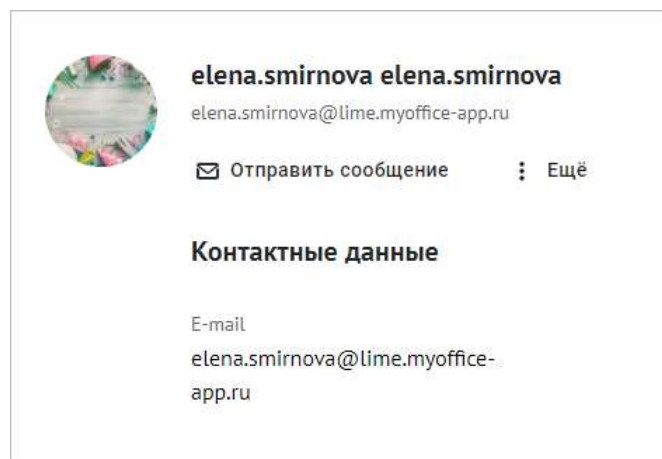 elena.smirnova elena.smirnova
elena.smirnova@lime.myoffice-app.ru
Отправить сообщение Ещё
Контактные данные
E-mail
elena.smirnova@lime.myoffice-
app.ru